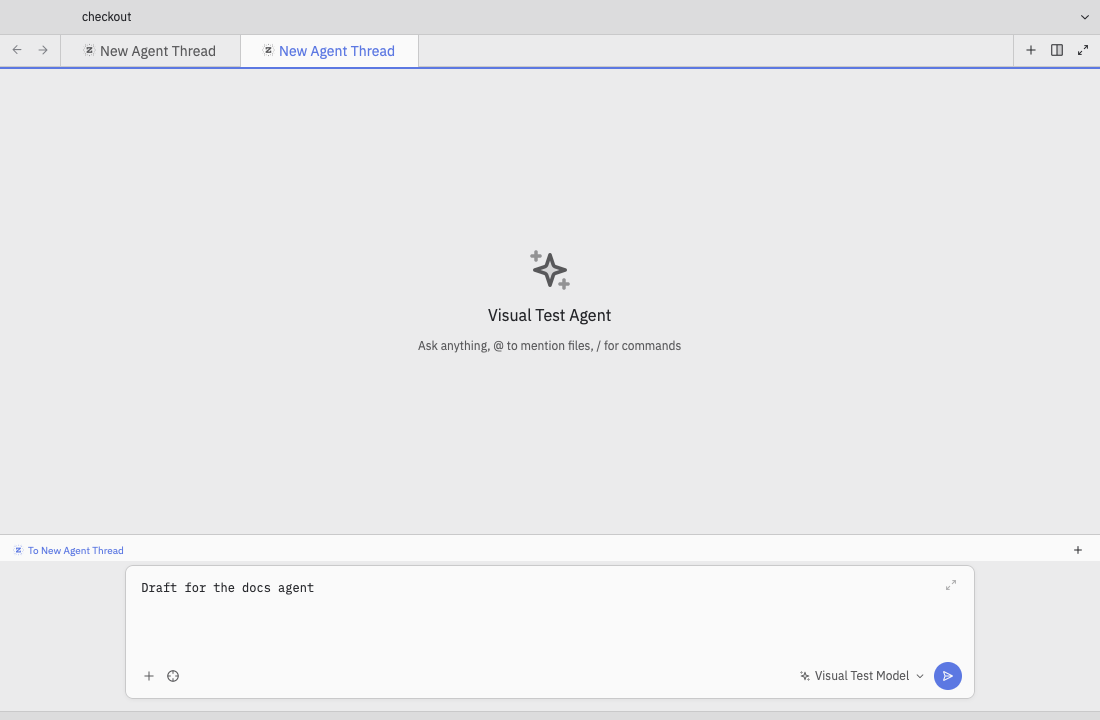 checkout
New Agent Thread
New Agent Thread
Visual Test Agent
Ask anything, @ to mention files, / for commands
To New Agent Thread
Draft for the docs agent
Visual Test Model